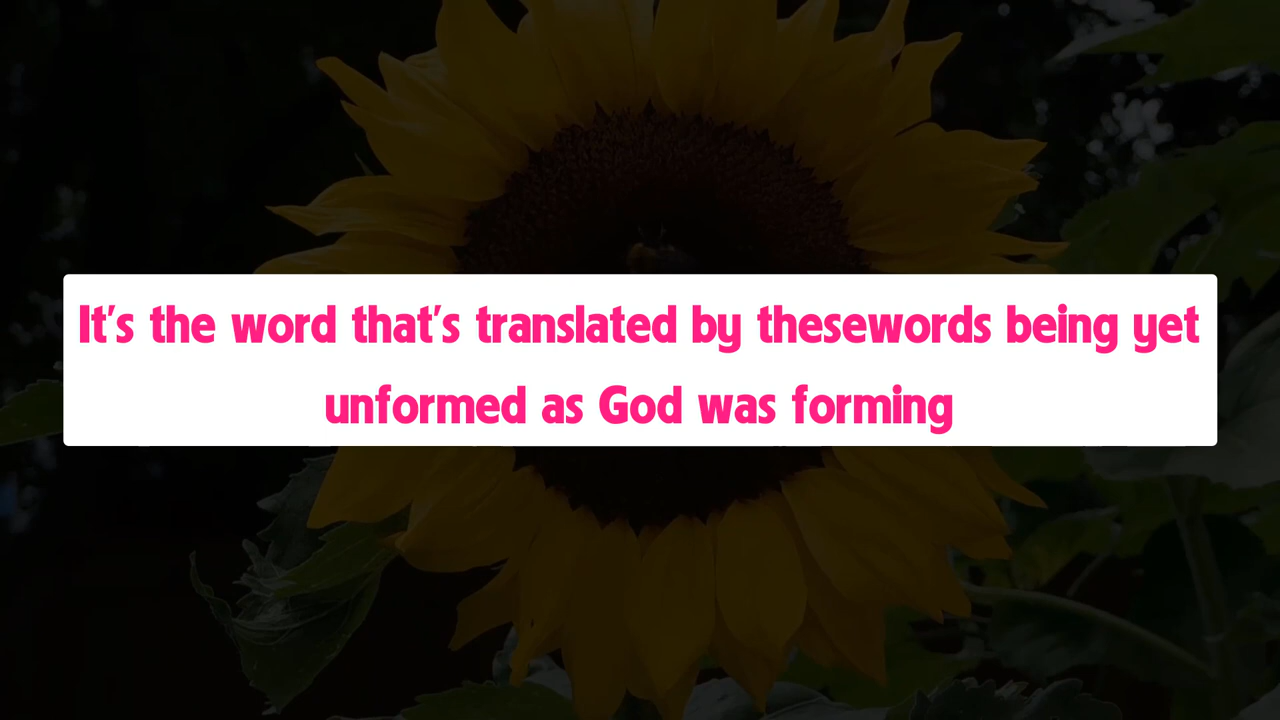 It's the word that's translated by thesewords being yet
unformed as God was forming